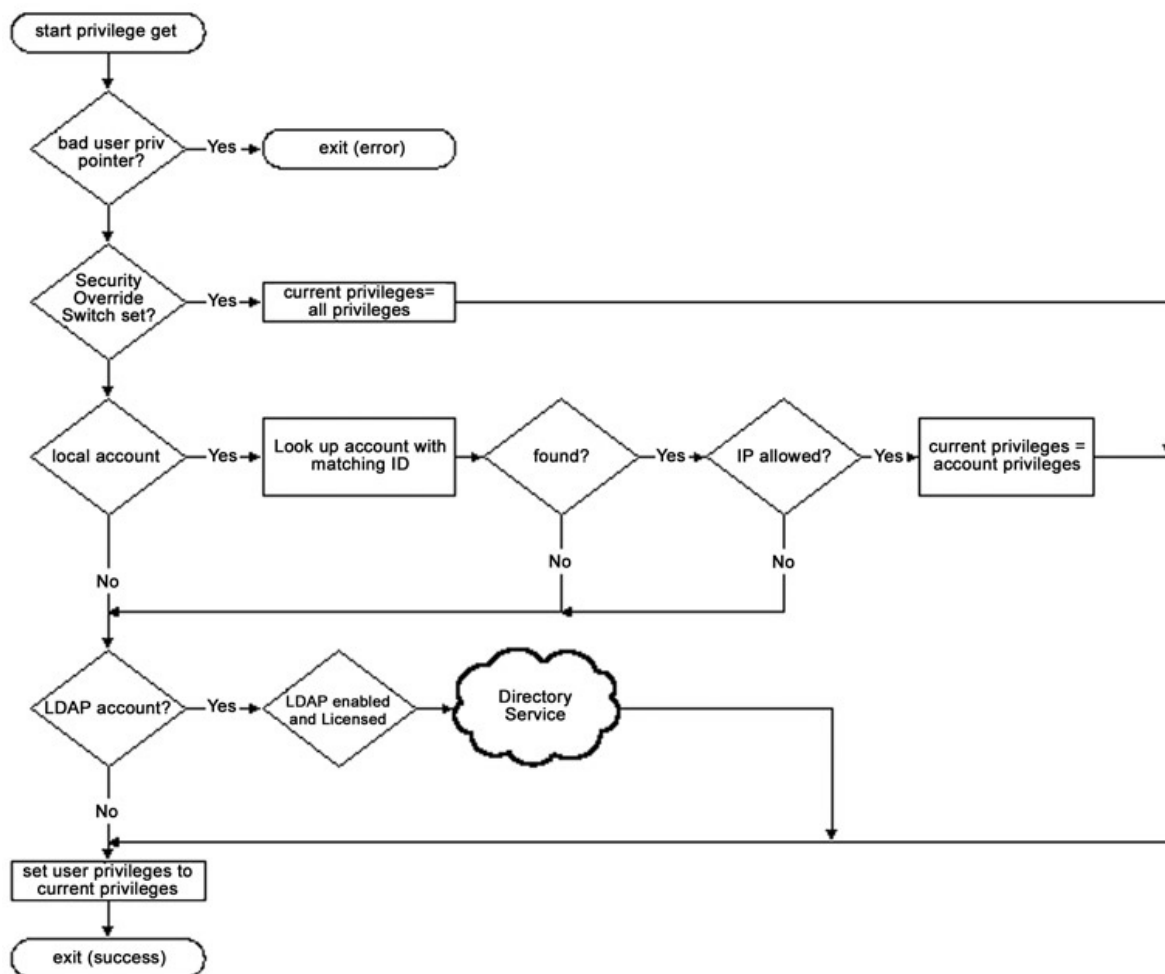 start privilege get
bad user priv
pointer?
Yes
exit (error)
Security
Override
Switch set?
Yes
current privileges=
all privileges
local account
Yes
Look up account with
matching ID
found?
Yes
IP allowed?
Yes
current privileges =
account privileges
No
No
No
LDAP account?
Yes
LDAP enabled
and Licensed
Directory
Service
No
set user privileges to
current privileges
exit (success)